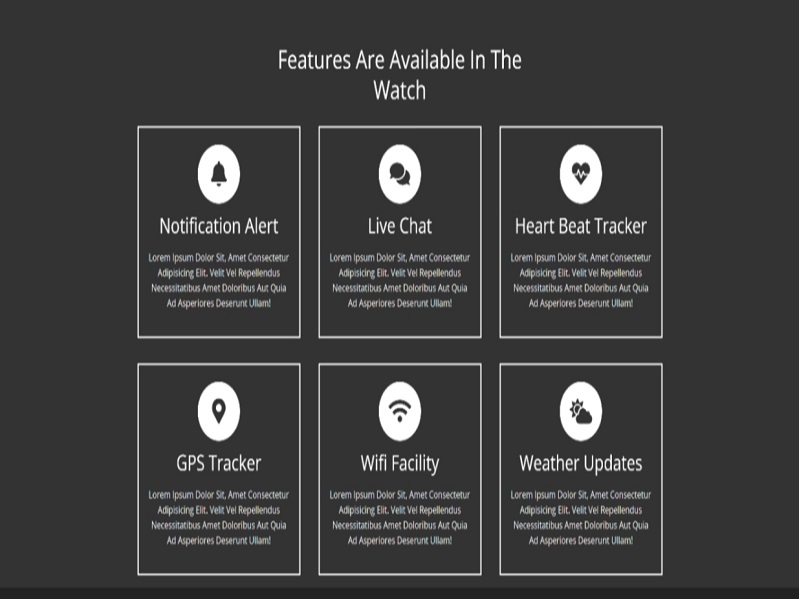 Features Are Available In The
Watch
Notification Alert
Lorem Ipsum Dolor Sit, Amet Consectetur
Adipisicing Elit. Velit Vel Repellendus
Necessitatibus Amet Doloribus Aut Quia
Ad Asperiores Deserunt Ullam!
Live Chat
Lorem Ipsum Dolor Sit, Amet Consectetur
Adipisicing Elit. Velit Vel Repellendus
Necessitatibus Amet Doloribus Aut Quia
Ad Asperiores Deserunt Ullam!
Heart Beat Tracker
Lorem Ipsum Dolor Sit, Amet Consectetur
Adipisicing Elit. Velit Vel Repellendus
Necessitatibus Amet Doloribus Aut Quia
Ad Asperiores Deserunt Ullam!
GPS Tracker
Lorem Ipsum Dolor Sit, Amet Consectetur
Adipisicing Elit. Velit Vel Repellendus
Necessitatibus Amet Doloribus Aut Quia
Ad Asperiores Deserunt Ullam!
Wifi Facility
Lorem Ipsum Dolor Sit, Amet Consectetur
Adipisicing Elit. Velit Vel Repellendus
Necessitatibus Amet Doloribus Aut Quia
Ad Asperiores Deserunt Ullam!
Weather Updates
Lorem Ipsum Dolor Sit, Amet Consectetur
Adipisicing Elit. Velit Vel Repellendus
Necessitatibus Amet Doloribus Aut Quia
Ad Asperiores Deserunt Ullam!